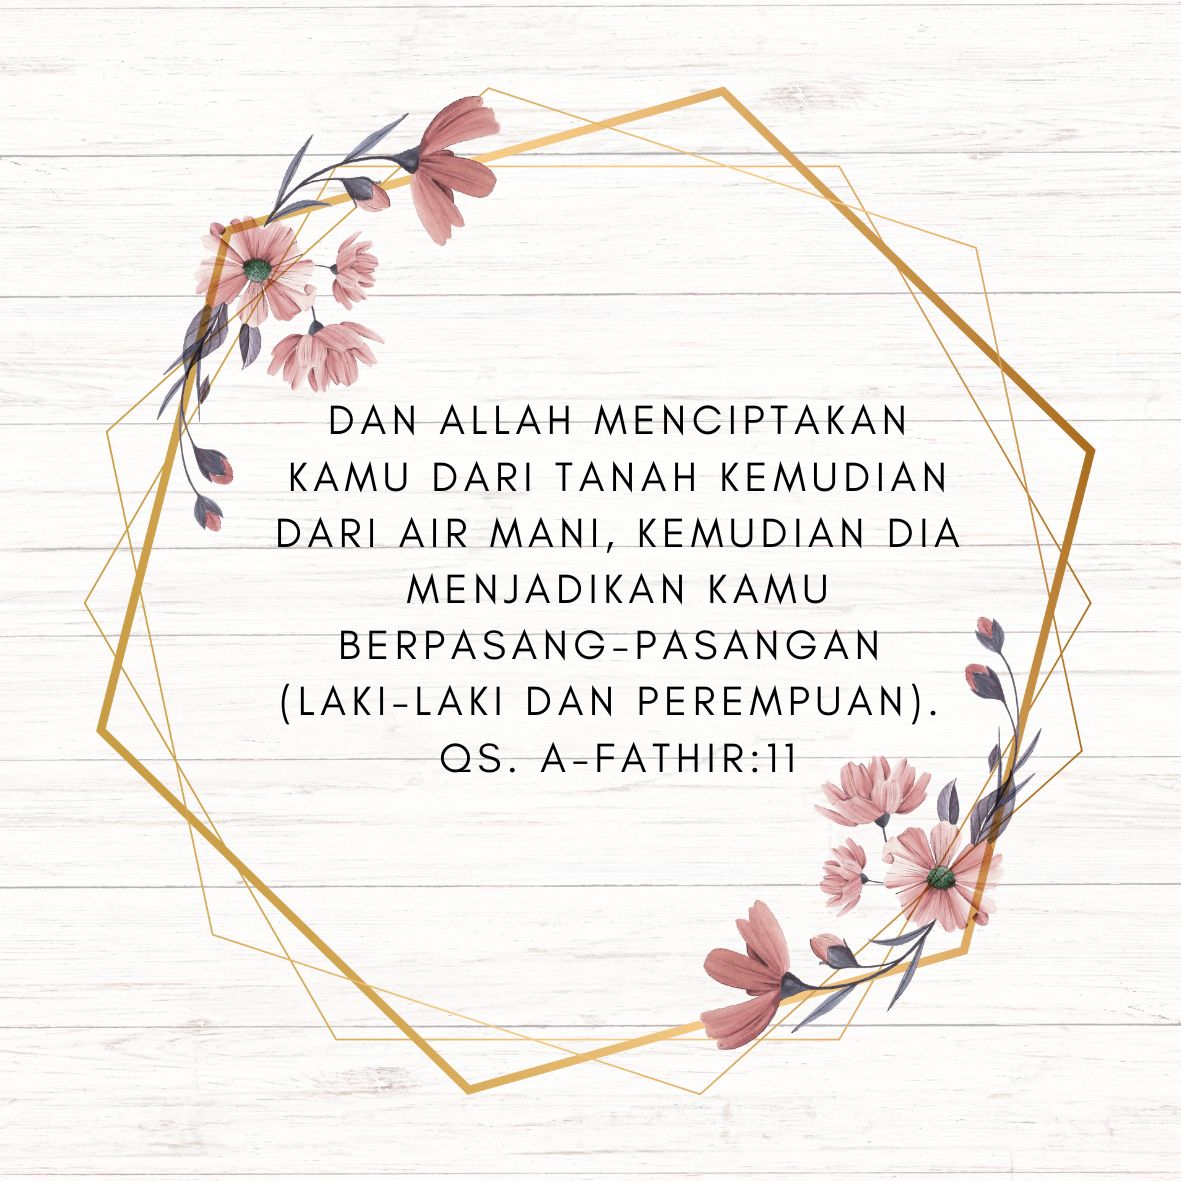 DAN ALLAH MENCIPTAKAN
KAMU DARI TANAH KEMUDIAN
DARI AIR MANI, KEMUDIAN DIA
MENJADIKAN KAMU
BERPASANG-PASANGAN
(LAKI-LAKI DAN PEREMPUAN).
QS. A-FATHIR:11